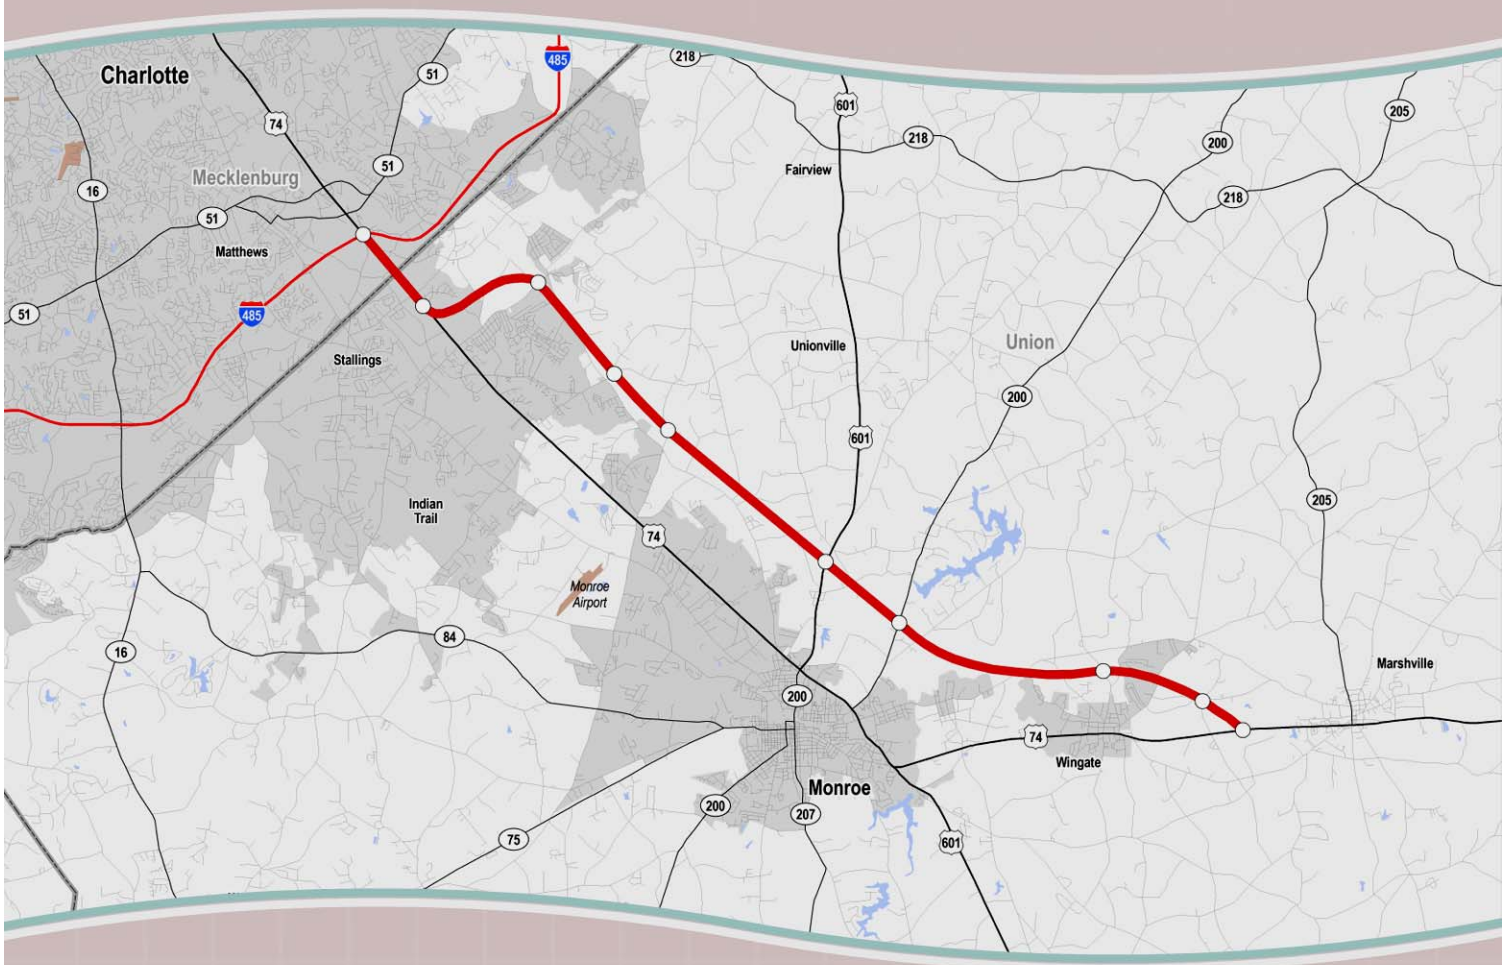 218
485
51
Charlotte
601
205
74
218
200
51
Fairview
Mecklenburg
16
218
51
Matthews
51
485
Unionville
Union
Stallings
200
601
205
Indian
Trail
74
Monroe
Airport
84
16
Marshville
200
74
Wingate
Monroe
200
207
75
601